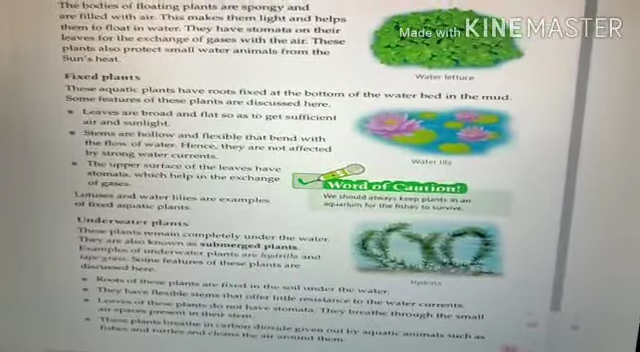 The bodies of floating plants are spongy and
are filled with air. This makes them light and helps
them to float in water. They have stomata on their
leaves for the exchange of gases with the air. These
plants also protect small water animals from the
Sun's heat.
Made with KINEMASTER
Water lettuce
Fixed plants
These aquatic plants have roots fixed at the bottom of the water bed in the mud.
Some features of these plants are discussed here.
• Leaves are broad and flat so as to get sufficient
air and sunlight.
• Stems are hollow and flexible that bend with
the flow of water. Hence, they are not affected
by strong water currents.
• The upper surface of the leaves have
stomata, which help in the exchange
of gases.
Lotuses and water lilies are examples
of fixed aquatic plants.
Water lily
Word of Caution!
We should always keep plants in an
aquarium for the fishes to survive.
Underwater plants
These plants remain completely under the water.
They are also known as submerged plants.
Examples of underwater plants are hydrilla and
tape grass. Some features of these plants are
discussed here.
Hydrilla
• Roots of these plants are fixed in the soil under the water.
• They have flexible stems that offer little resistance to the water currents.
• Leaves of these plants do not have stomata. They breathe through the small
air spaces present in their stem.
• These plants breathe in carbon dioxide given out by aquatic animals such as
fishes and turtles and cleans the air around them.